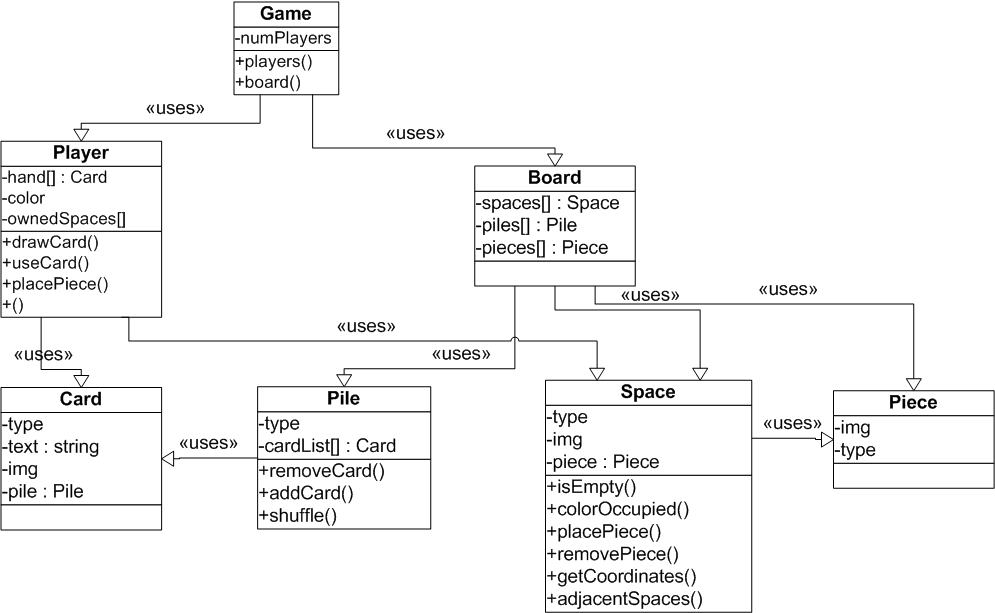 Game
-numPlayers
+players()
+board()
«uses»
«uses»
Player
-hand[] : Card
-color
-ownedSpaces[]
+drawCard()
+useCard()
+placePiece()
+()
Board
-spaces[] : Space
-piles[] : Pile
-pieces[] : Piece
«uses»
«uses»
«uses»
«uses»
«uses»
Card
-type
-text : string
-img
-pile : Pile
«uses»
Pile
-type
-cardList[] : Card
+removeCard()
+addCard()
+shuffle()
Space
-type
-img
-piece : Piece
+isEmpty()
+colorOccupied()
+placePiece()
+removePiece()
+getCoordinates()
+adjacentSpaces()
«uses»
Piece
-img
-type